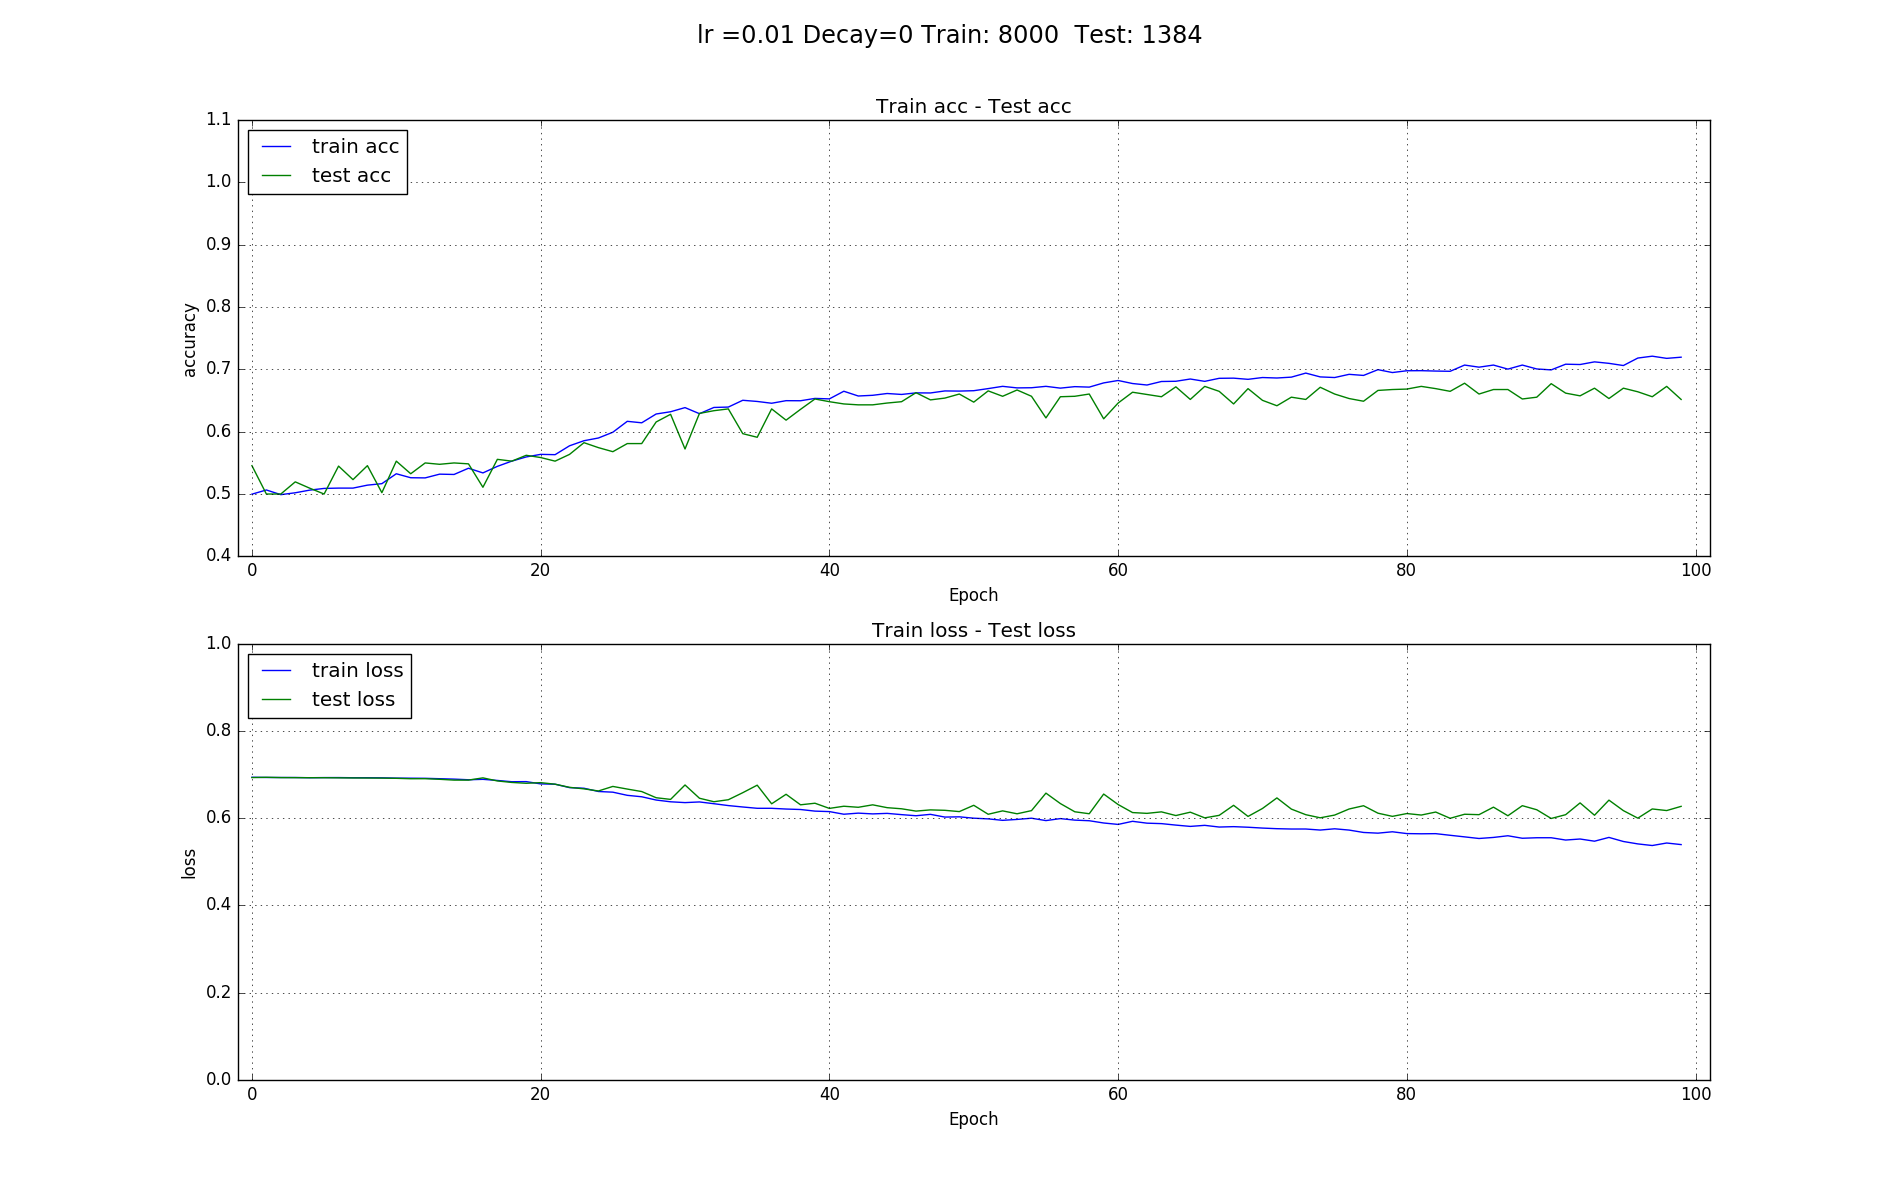 lr =0.01 Decay=0 Train: 8000  Test: 1384
Train acc - Test acc
1.1
1.0
0.9
0.8
0.7
0.6
0.5
0.4
accuracy
train acc
test acc
0 20 40 60 80 100
Epoch
Train loss - Test loss
1.0
0.8
0.6
0.4
0.2
0.0
loss
train loss
test loss
0 20 40 60 80 100
Epoch